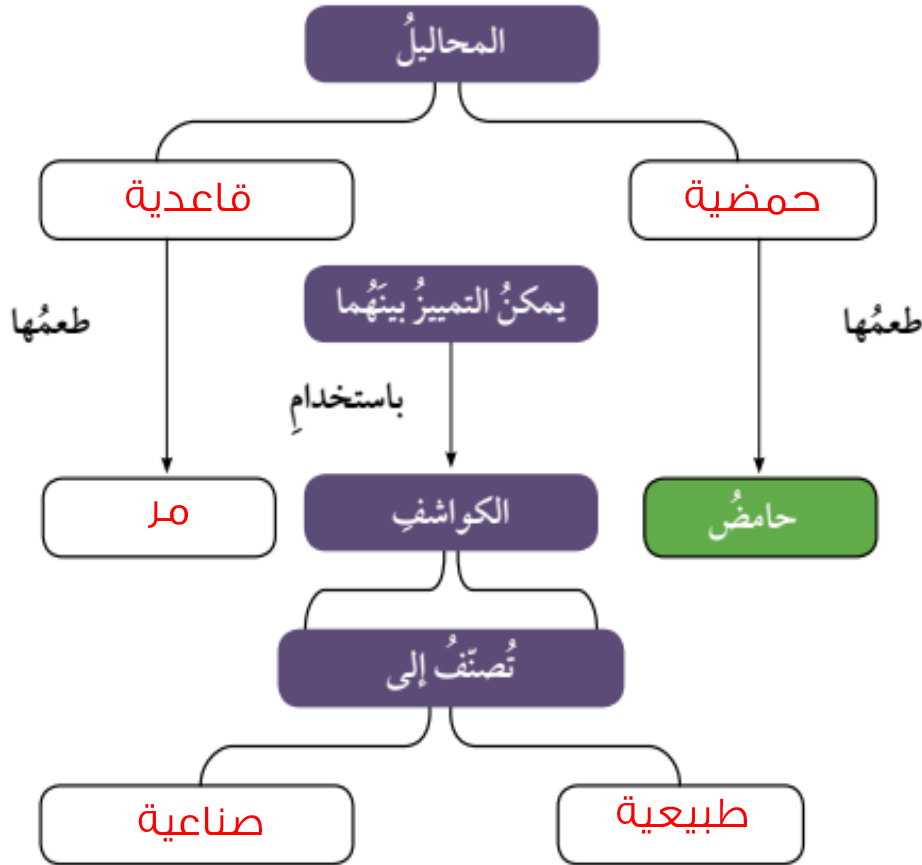 المحاليلُ
حمضية
قاعدية
يمكنُ التمييزُ بينَهُما
طعمُها
طعمُها
باستخدامِ
حامضُ
الكواشفِ
مر
تُصنّفُ إلى
طبيعية
صناعية